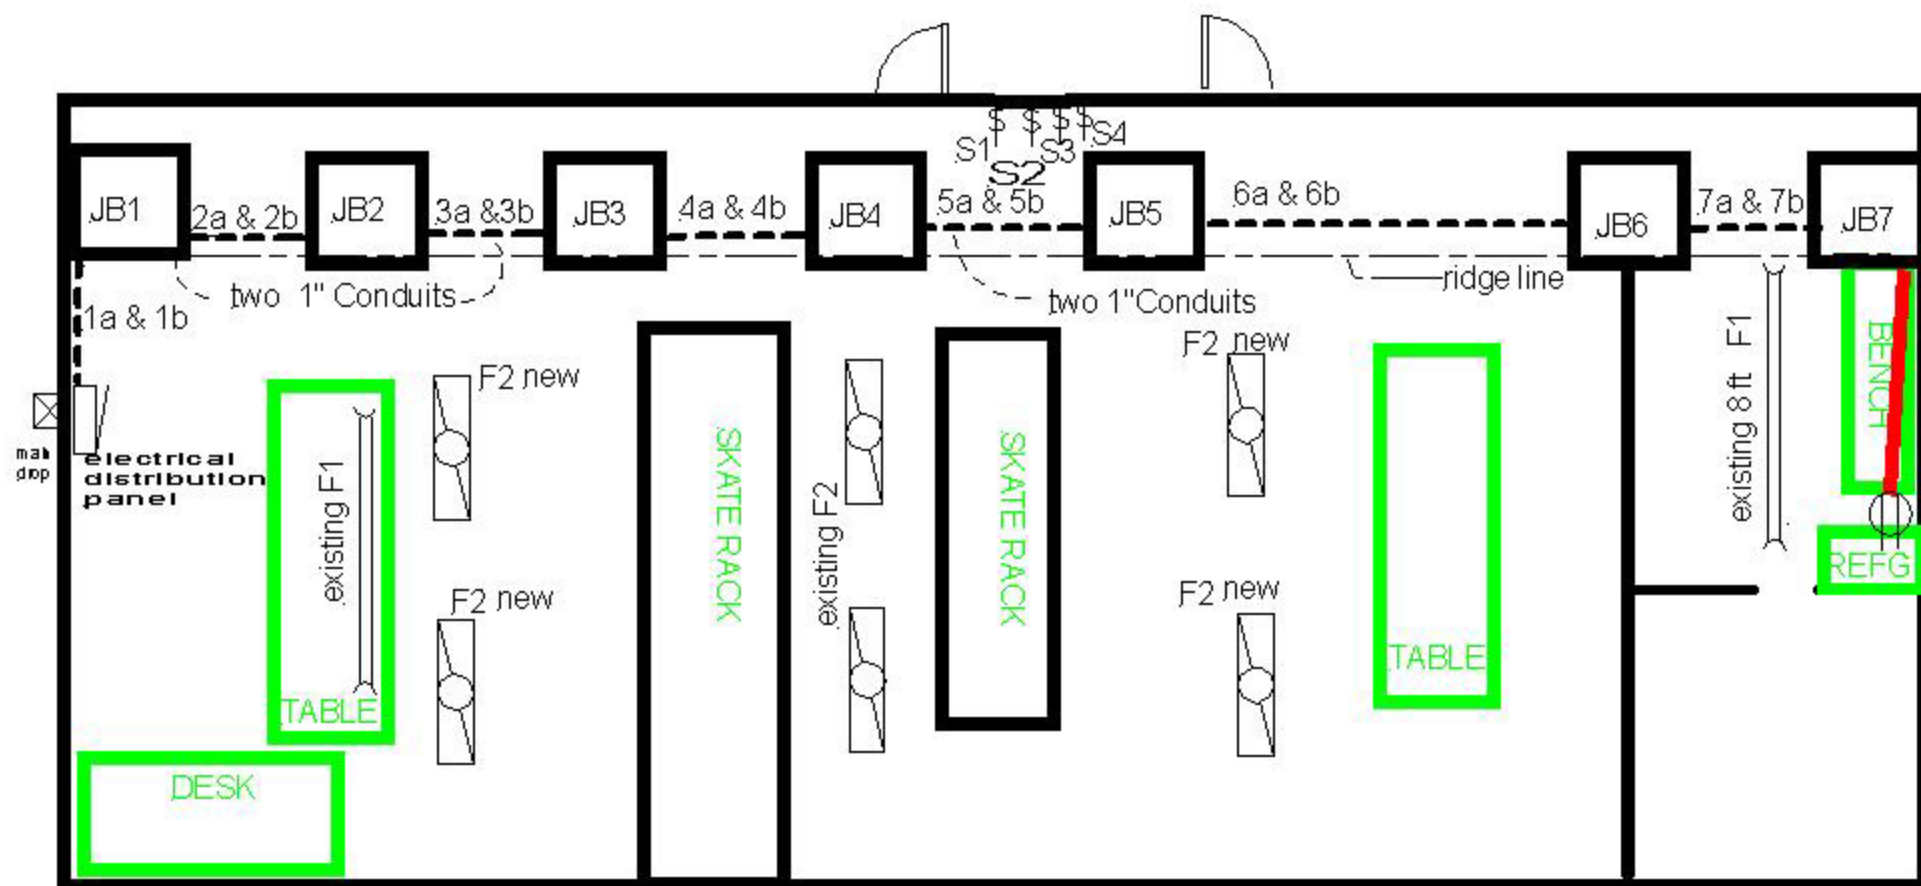 S1
S2
S3
S4
JB1
2a & 2b
JB2
3a &3b
JB3
4a & 4b
JB4
5a & 5b
JB5
6a & 6b
JB6
7a & 7b
JB7
1a & 1b
two 1" Conduits
two 1"Conduits
ridge line
main
drop
electrical
distribution
panel
existing F1
TABLE
DESK
F2 new
F2 new
SKATE RACK
existing F2
SKATE RACK
F2 new
F2 new
TABLE
existing 8ft F1
BENCH
REFG